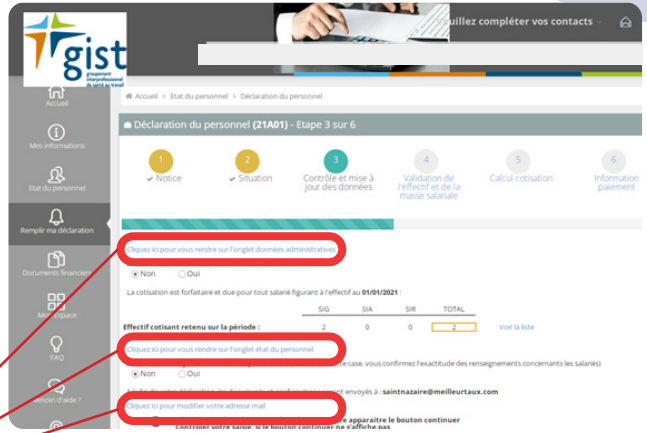 uillez compléter vos contacts
gist
groupement
interprofessionnel
de santé au travail
Accueil > Etat du personnel > Déclaration du personnel
Accueil
Déclaration du personnel (21A01) - Etape 3 sur 6
Mes informations
1
2
3
4
5
6
Notice
Situation
Contrôle et mise à
jour des données
Validation de
l'effectif et de la
masse salariale
Calcul cotisation
Information
paiement
Etat du personnel
Remplir ma déclaration
Cliquez ici pour vous rendre sur l'onglet données administratives
Non Oui
Documents financiers
La cotisation est forfaitaire et due pour tout salarié figurant à l'effectif au 01/01/2021 :
SIG SIA SIR TOTAL
Mon Espace
Effectif cotisant retenu sur la période : 2 0 0 2 Voir la liste
FAQ
Cliquez ici pour vous rendre sur l'onglet état du personnel
case, vous confirmez l'exactitude des renseignements concernant les salariés)
Non Oui
Besoin d'aide ?
envoyés à : saintnazaire@meilleurtaux.com
Cliquez ici pour modifier votre adresse mail
apparaitre le bouton continuer
Contrôler votre saisie, si le bouton continuer ne s'affiche pas